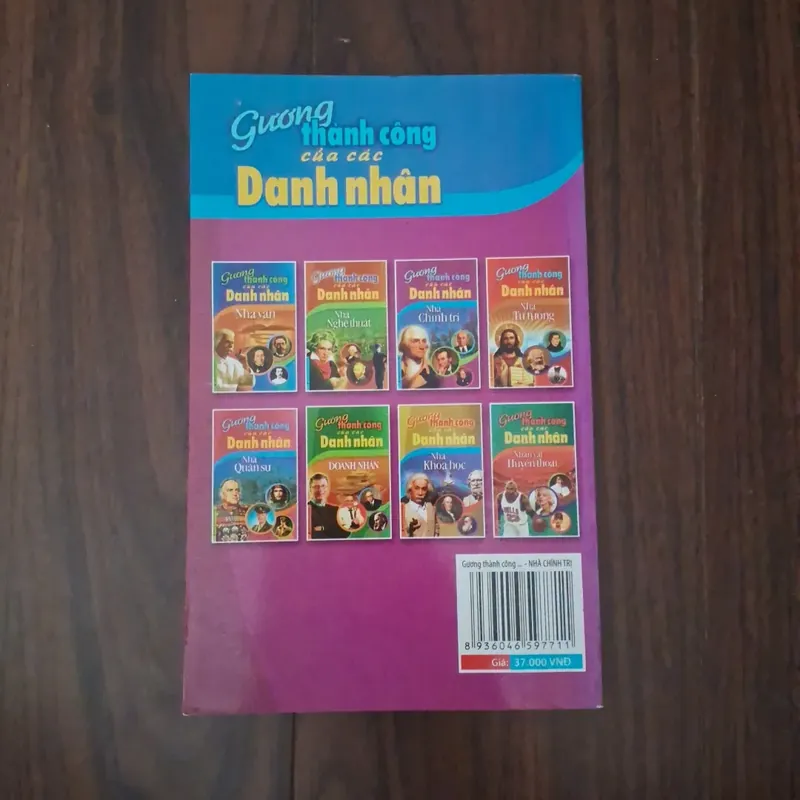 Gương
thành công
của các
Danh nhân
Gương
thành công
của các
Danh nhân
Nhà văn
Gương
thành công
của các
Danh nhân
Nhà
Nghệ thuật
Gương
thành công
của các
Danh nhân
Nhà
Chính trị
Gương
thành công
của các
Danh nhân
Nhà
Tư tưởng
Gương
thành công
của các
Danh nhân
Nhà
Quân sự
Gương
thành công
của các
Danh nhân
DOANH NHÂN
Gương
thành công
của các
Danh nhân
Nhà
Khoa học
Gương
thành công
của các
Danh nhân
Nhân vật
Huyền thoại
BULLS
23
Gương thành công ... - NHÀ CHÍNH TRỊ
8 936046 597711
Giá: 37.000 VNĐ